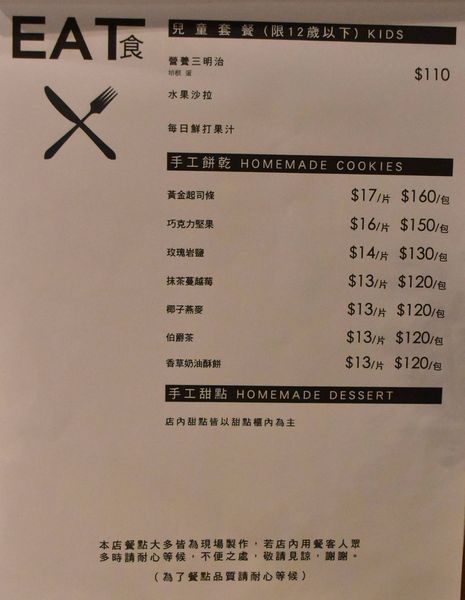 EAT食
兒童套餐 (限12歲以下) KIDS
營養三明治 $110
培根 蛋
水果沙拉
每日鮮打果汁
手工餅乾 HOMEMADE COOKIES
黃金起司條 $17/片 $160/包
巧克力堅果 $16/片 $150/包
玫瑰岩鹽 $14/片 $130/包
抹茶蔓越莓 $13/片 $120/包
椰子燕麥 $13/片 $120/包
伯爵茶 $13/片 $120/包
香草奶油酥餅 $13/片 $120/包
手工甜點 HOMEMADE DESSERT
店內甜點皆以甜點櫃內為主
本店餐點大多皆為現場製作，若店內用餐客人眾
多時請耐心等候，不便之處，敬請見諒，謝謝。
（為了餐點品質請耐心等候）